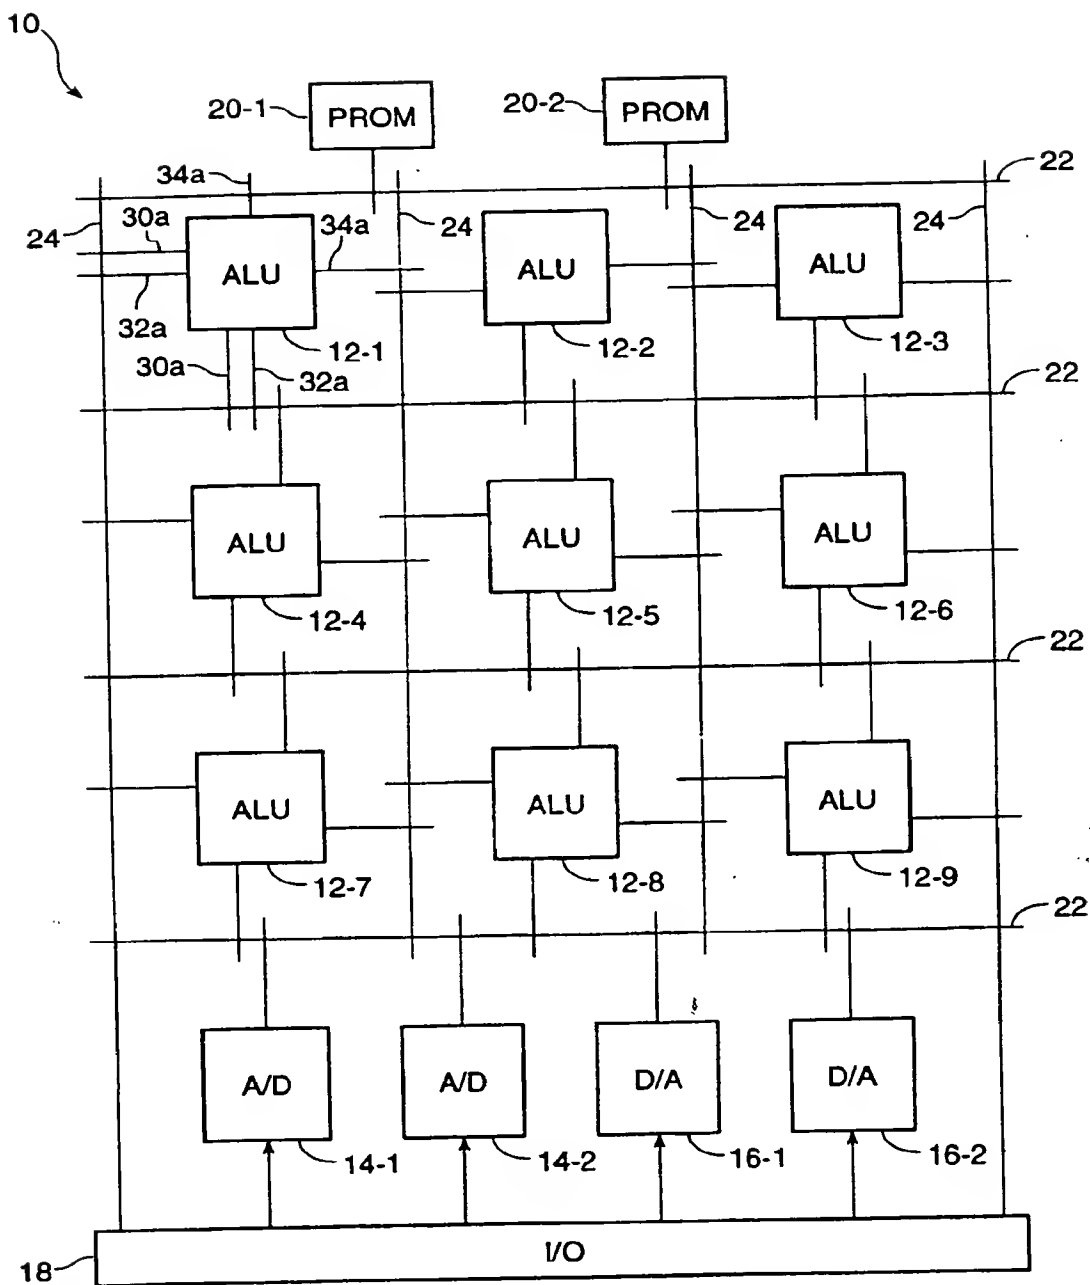 10
20-1 PROM 20-2 PROM
34a 22
24 30a 34a 24 24 24
ALU ALU ALU
32a 12-1 12-2 12-3
30a 32a 22
ALU ALU ALU
12-4 12-5 12-6
22
ALU ALU ALU
12-7 12-8 12-9
22
A/D A/D D/A D/A
14-1 14-2 16-1 16-2
18 I/O